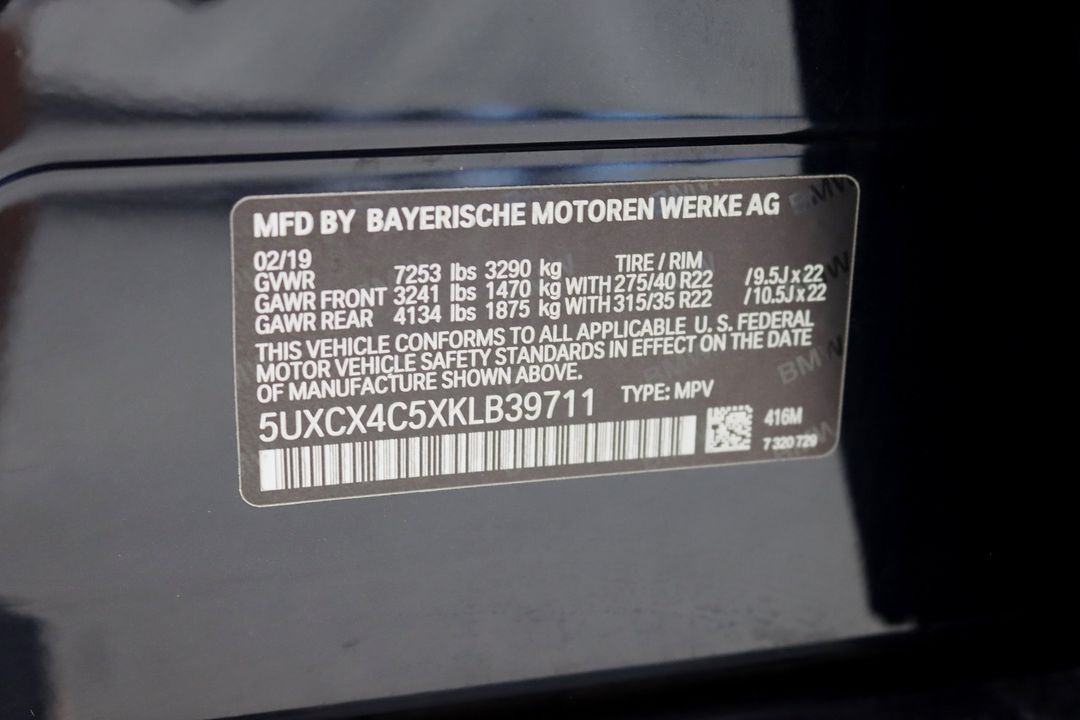 MFD BY BAYERISCHE MOTOREN WERKE AG
02/19 TIRE / RIM
GVWR 7253 lbs 3290 kg
GAWR FRONT 3241 lbs 1470 kg WITH 275/40 R22 /9.5J x 22
GAWR REAR 4134 lbs 1875 kg WITH 315/35 R22 /10.5J x 22
THIS VEHICLE CONFORMS TO ALL APPLICABLE U. S. FEDERAL
MOTOR VEHICLE SAFETY STANDARDS IN EFFECT ON THE DATE
OF MANUFACTURE SHOWN ABOVE.
5UXCX4C5XKLB39711 TYPE: MPV
416M
7 320 729
BMW
BMW
BMW